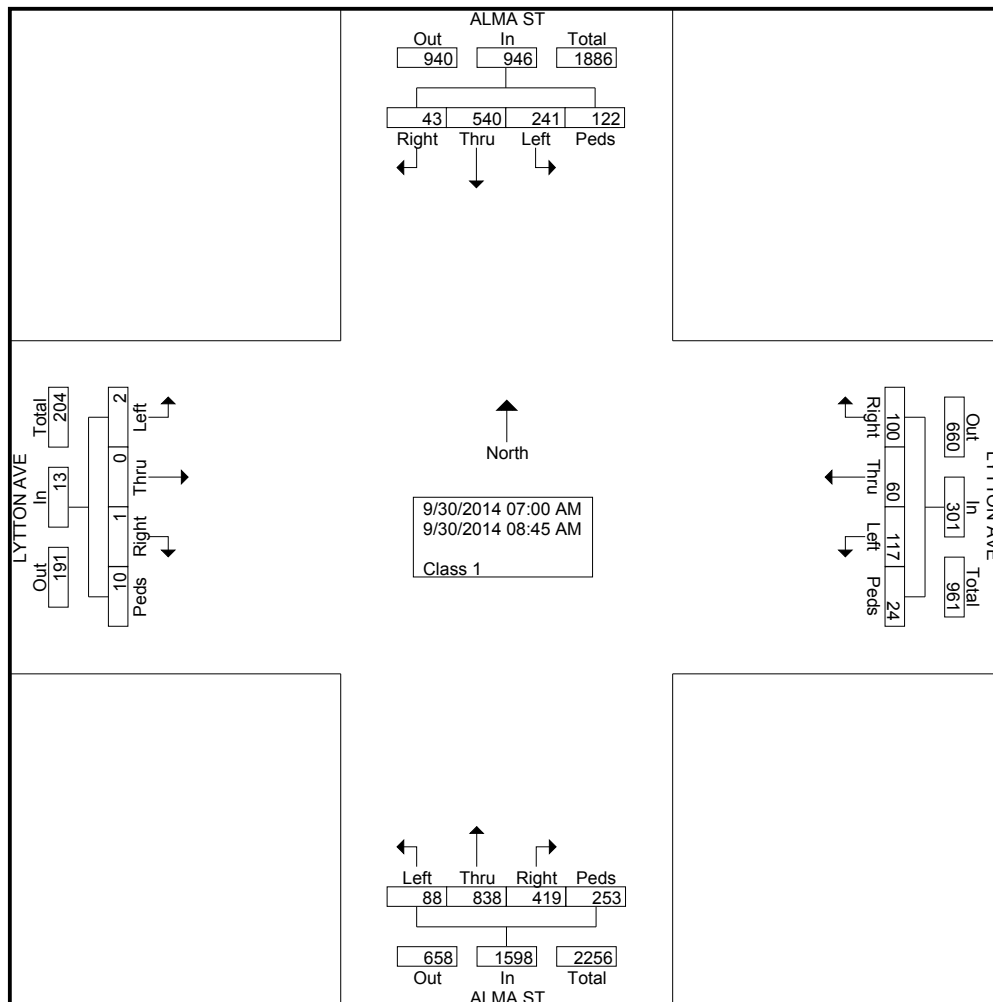 ALMA ST
Out In Total
940 946 1886
43 540 241 122
Right Thru Left Peds
LYTTON AVE
Total In Out
204 13 191
2 0 1 10
Left Thru Right Peds
North
9/30/2014 07:00 AM
9/30/2014 08:45 AM
Class 1
Right Thru Left Peds
100 60 117 24
Out In Total
660 301 961
LYTTON AVE
Left Thru Right Peds
88 838 419 253
658 1598 2256
Out In Total
ALMA ST